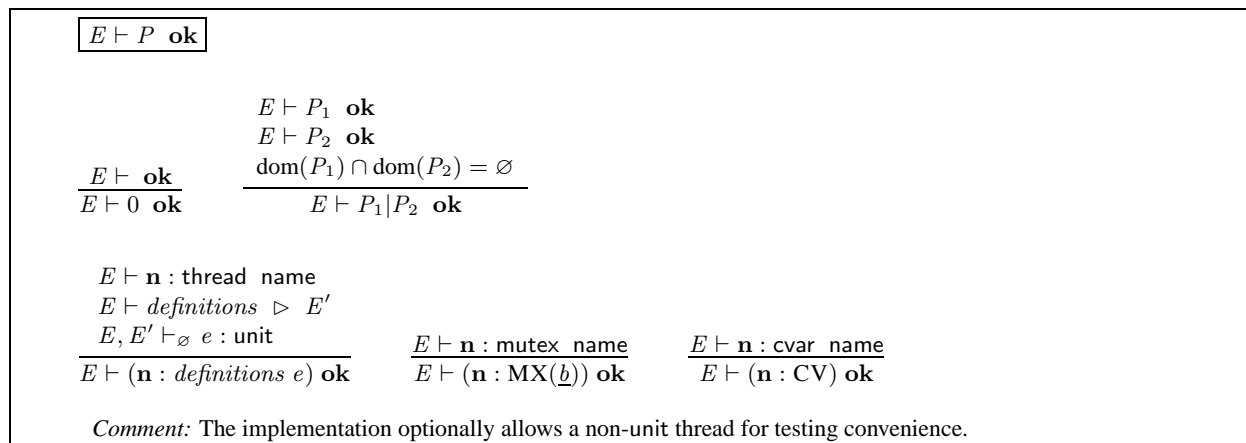 E ⊢ P ok
E ⊢ P₁ ok
E ⊢ P₂ ok
dom(P₁) ∩ dom(P₂) = ∅
E ⊢ ok
E ⊢ 0 ok
E ⊢ P₁|P₂ ok
E ⊢ n : thread name
E ⊢ definitions ▷ E′
E, E′ ⊢∅ e : unit
E ⊢ (n : definitions e) ok
E ⊢ n : mutex name
E ⊢ (n : MX(b)) ok
E ⊢ n : cvar name
E ⊢ (n : CV) ok
Comment: The implementation optionally allows a non-unit thread for testing convenience.